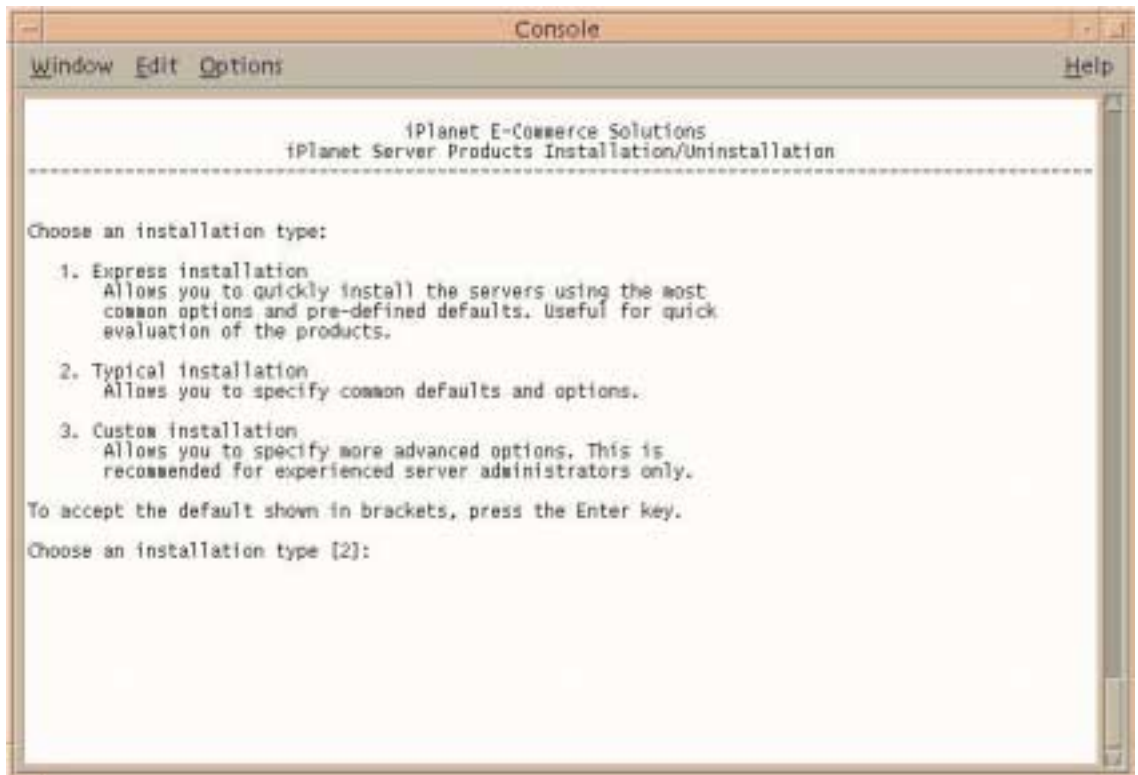 Console
Window Edit Options Help
iPlanet E-Commerce Solutions
iPlanet Server Products Installation/Uninstallation
Choose an installation type:
1. Express installation
Allows you to quickly install the servers using the most
common options and pre-defined defaults. Useful for quick
evaluation of the products.
2. Typical installation
Allows you to specify common defaults and options.
3. Custom installation
Allows you to specify more advanced options. This is
recommended for experienced server administrators only.
To accept the default shown in brackets, press the Enter key.
Choose an installation type [2]: